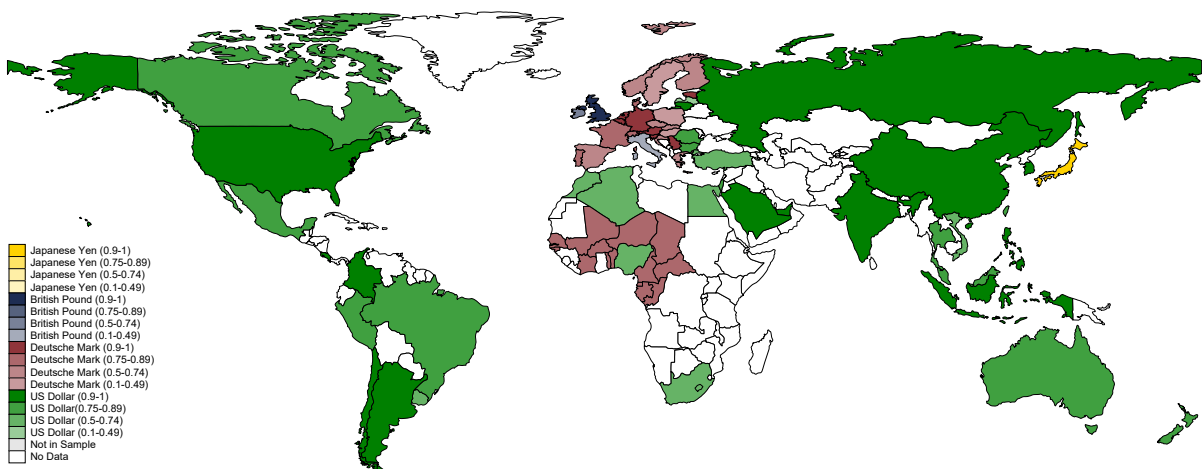 Japanese Yen (0.9-1)
Japanese Yen (0.75-0.89)
Japanese Yen (0.5-0.74)
Japanese Yen (0.1-0.49)
British Pound (0.9-1)
British Pound (0.75-0.89)
British Pound (0.5-0.74)
British Pound (0.1-0.49)
Deutsche Mark (0.9-1)
Deutsche Mark (0.75-0.89)
Deutsche Mark (0.5-0.74)
Deutsche Mark (0.1-0.49)
US Dollar (0.9-1)
US Dollar(0.75-0.89)
US Dollar (0.5-0.74)
US Dollar (0.1-0.49)
Not in Sample
No Data